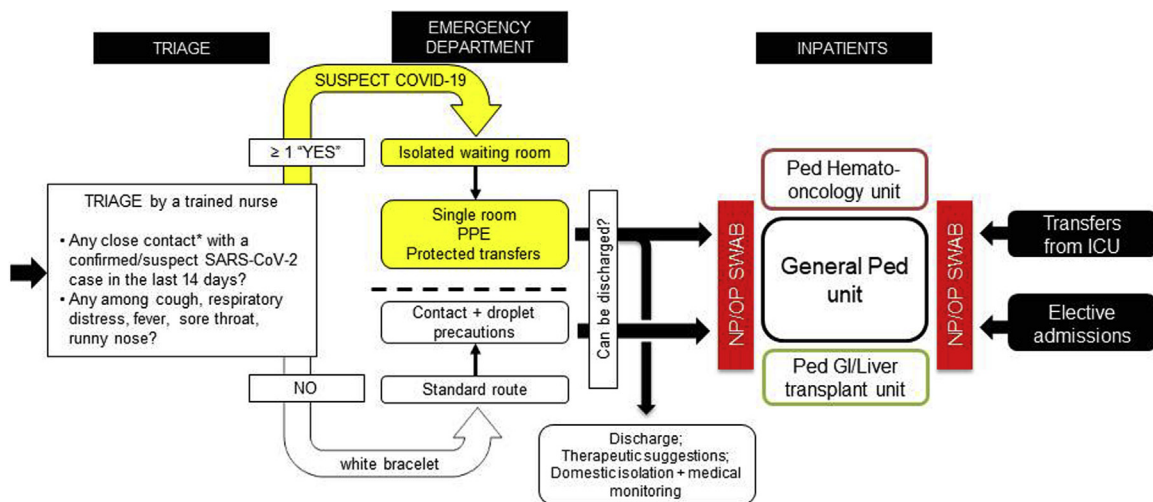 TRIAGE
EMERGENCY
DEPARTMENT
INPATIENTS
SUSPECT COVID-19
≥ 1 “YES”
Isolated waiting room
TRIAGE by a trained nurse
• Any close contact* with a
confirmed/suspect SARS-CoV-2
case in the last 14 days?
• Any among cough, respiratory
distress, fever, sore throat,
runny nose?
Single room
PPE
Protected transfers
Contact + droplet
precautions
NO
Standard route
white bracelet
Can be discharged?
Discharge;
Therapeutic suggestions;
Domestic isolation + medical
monitoring
NP/OP SWAB
Ped Hemato-
oncology unit
General Ped
unit
Ped GI/Liver
transplant unit
NP/OP SWAB
Transfers
from ICU
Elective
admissions